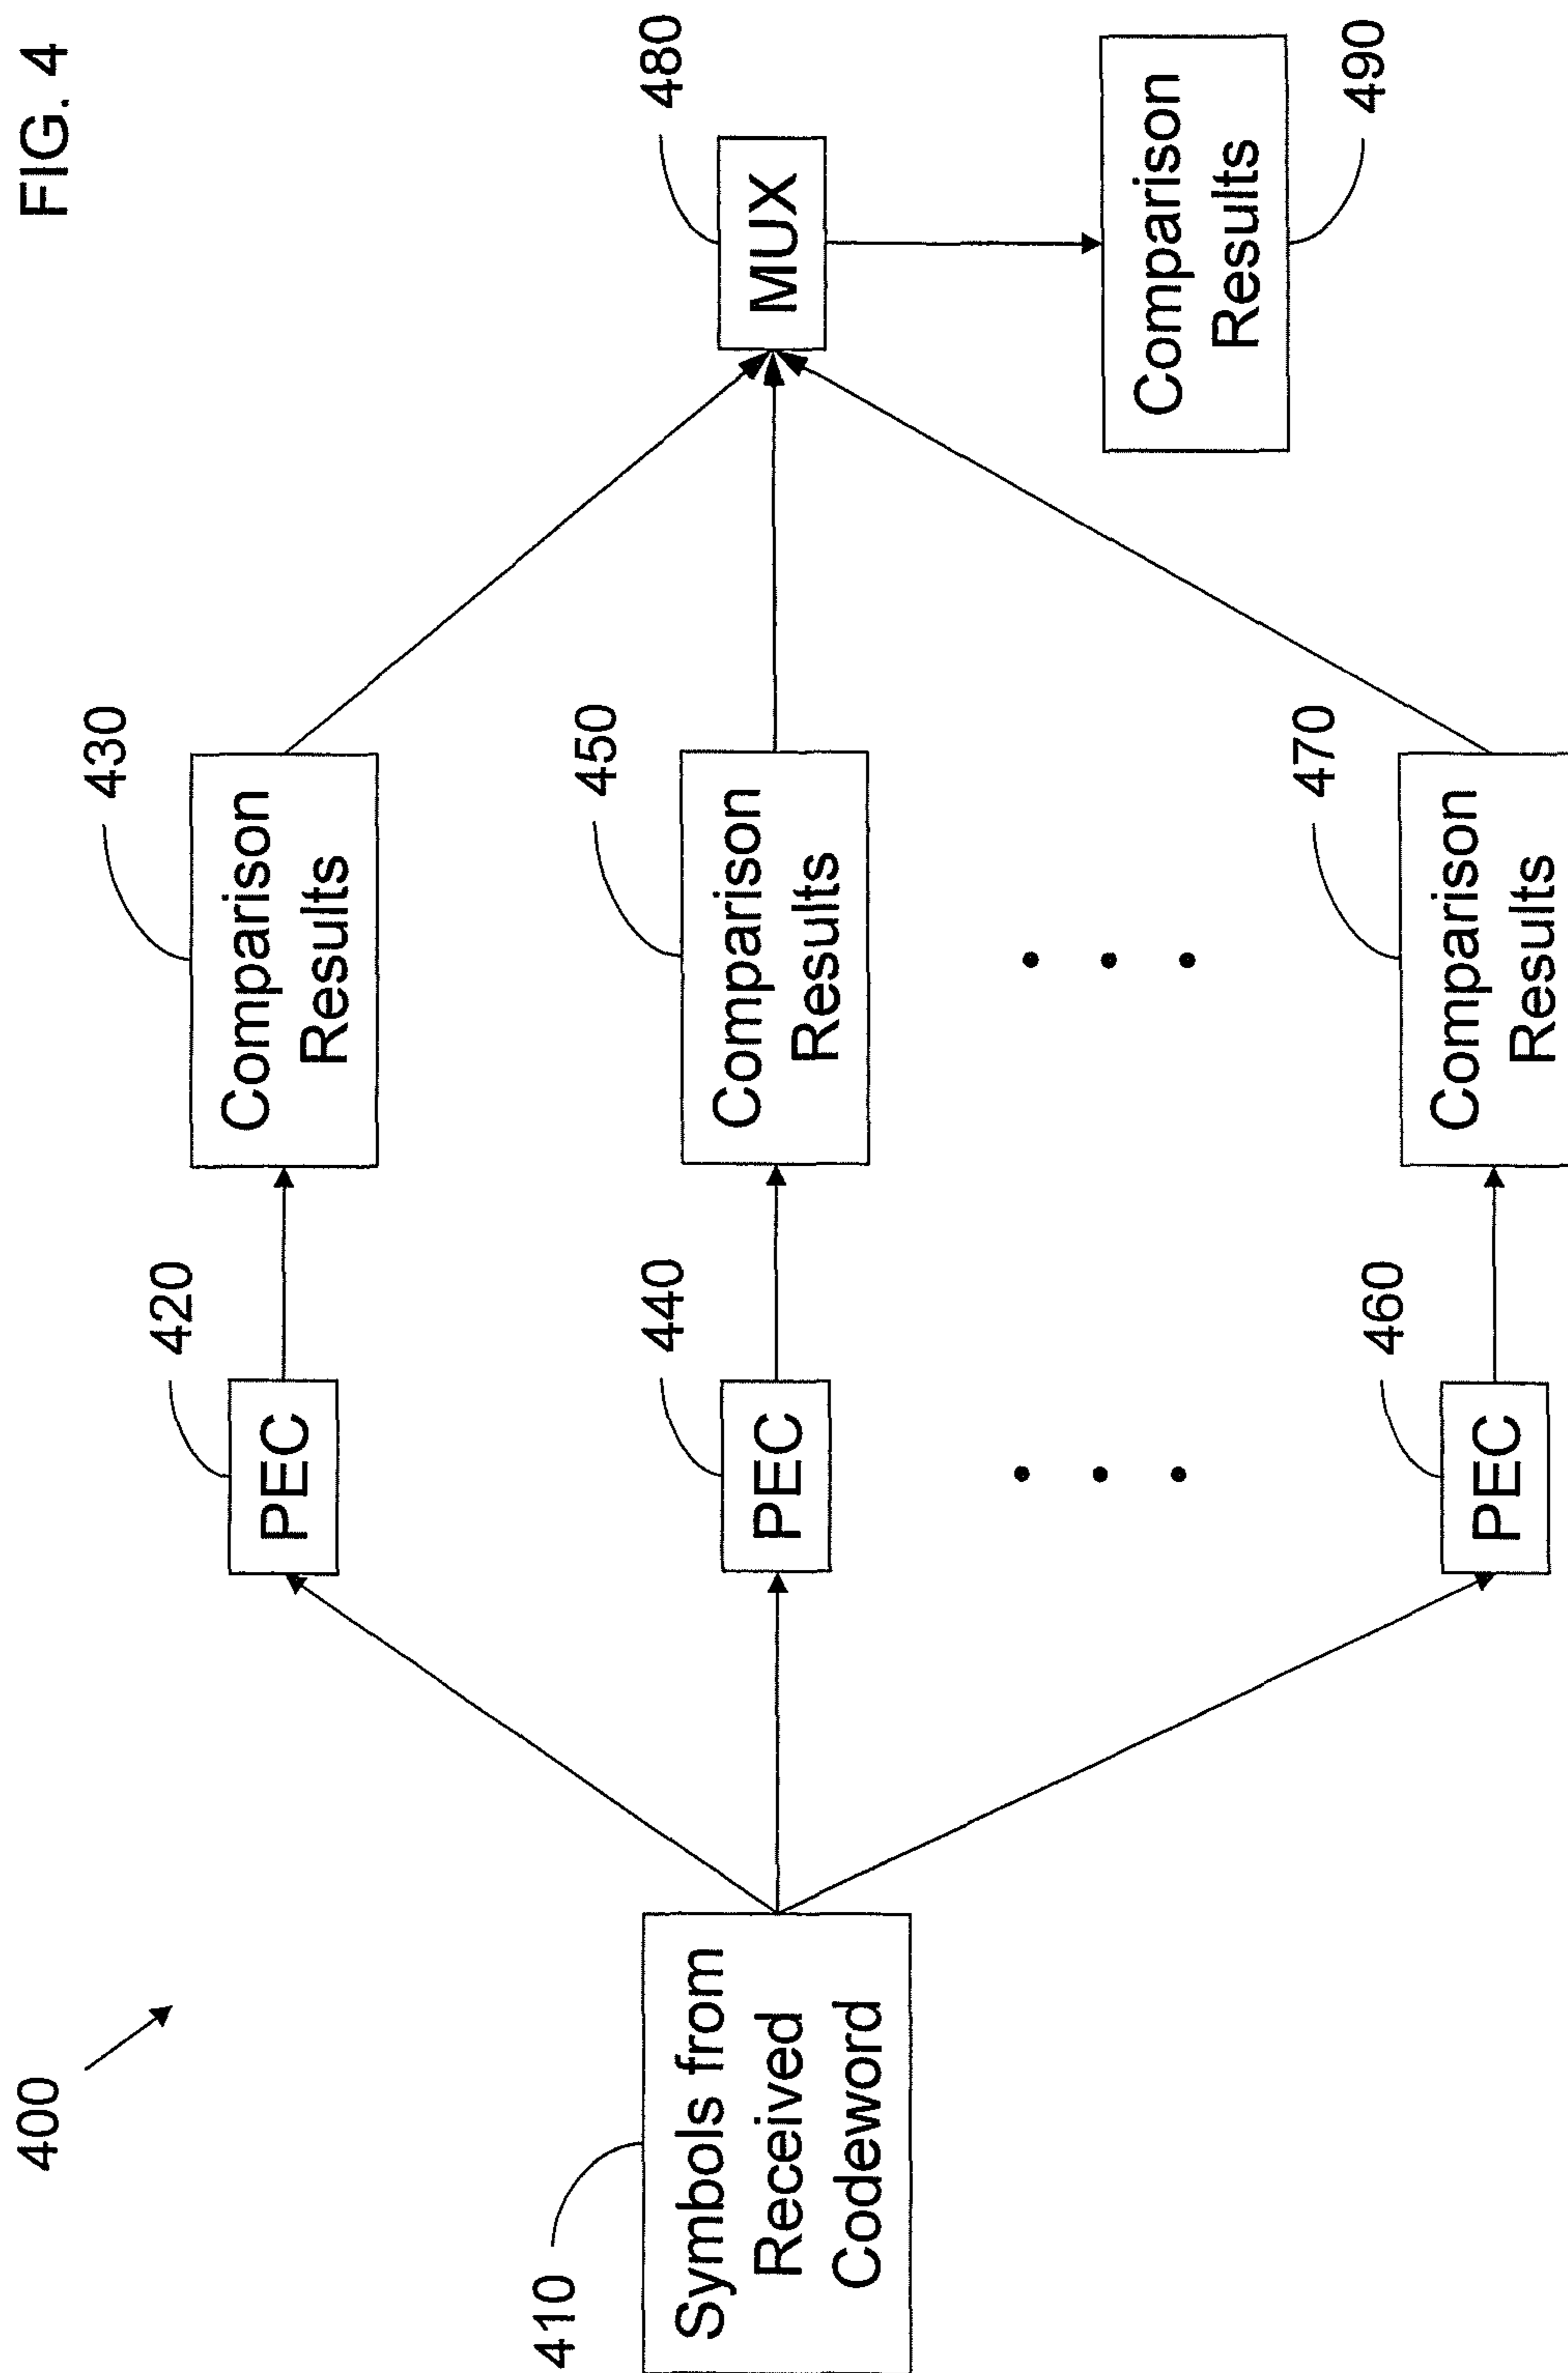 FIG. 4
400
410
Symbols from
Received
Codeword
420
PEC
430
Comparison
Results
440
PEC
450
Comparison
Results
460
PEC
470
Comparison
Results
480
MUX
Comparison
Results
490